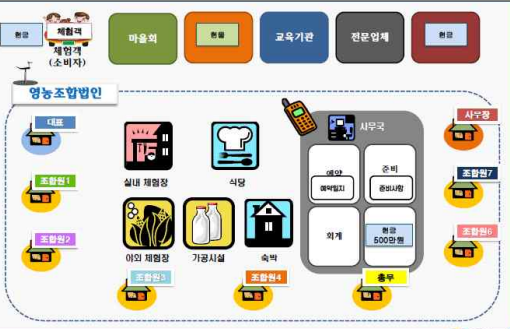 현금
체험객
체험객
(소비자)
마을회
현물
교육기관
전문업체
현금
영농조합법인
대표
조합원1
조합원2
조합원3
조합원4
총무
조합원6
조합원7
사무장
실내 체험장
식당
야외 체험장
가공시설
숙박
사무국
예약
예약일지
준비
준비사항
회계
현금
500만원